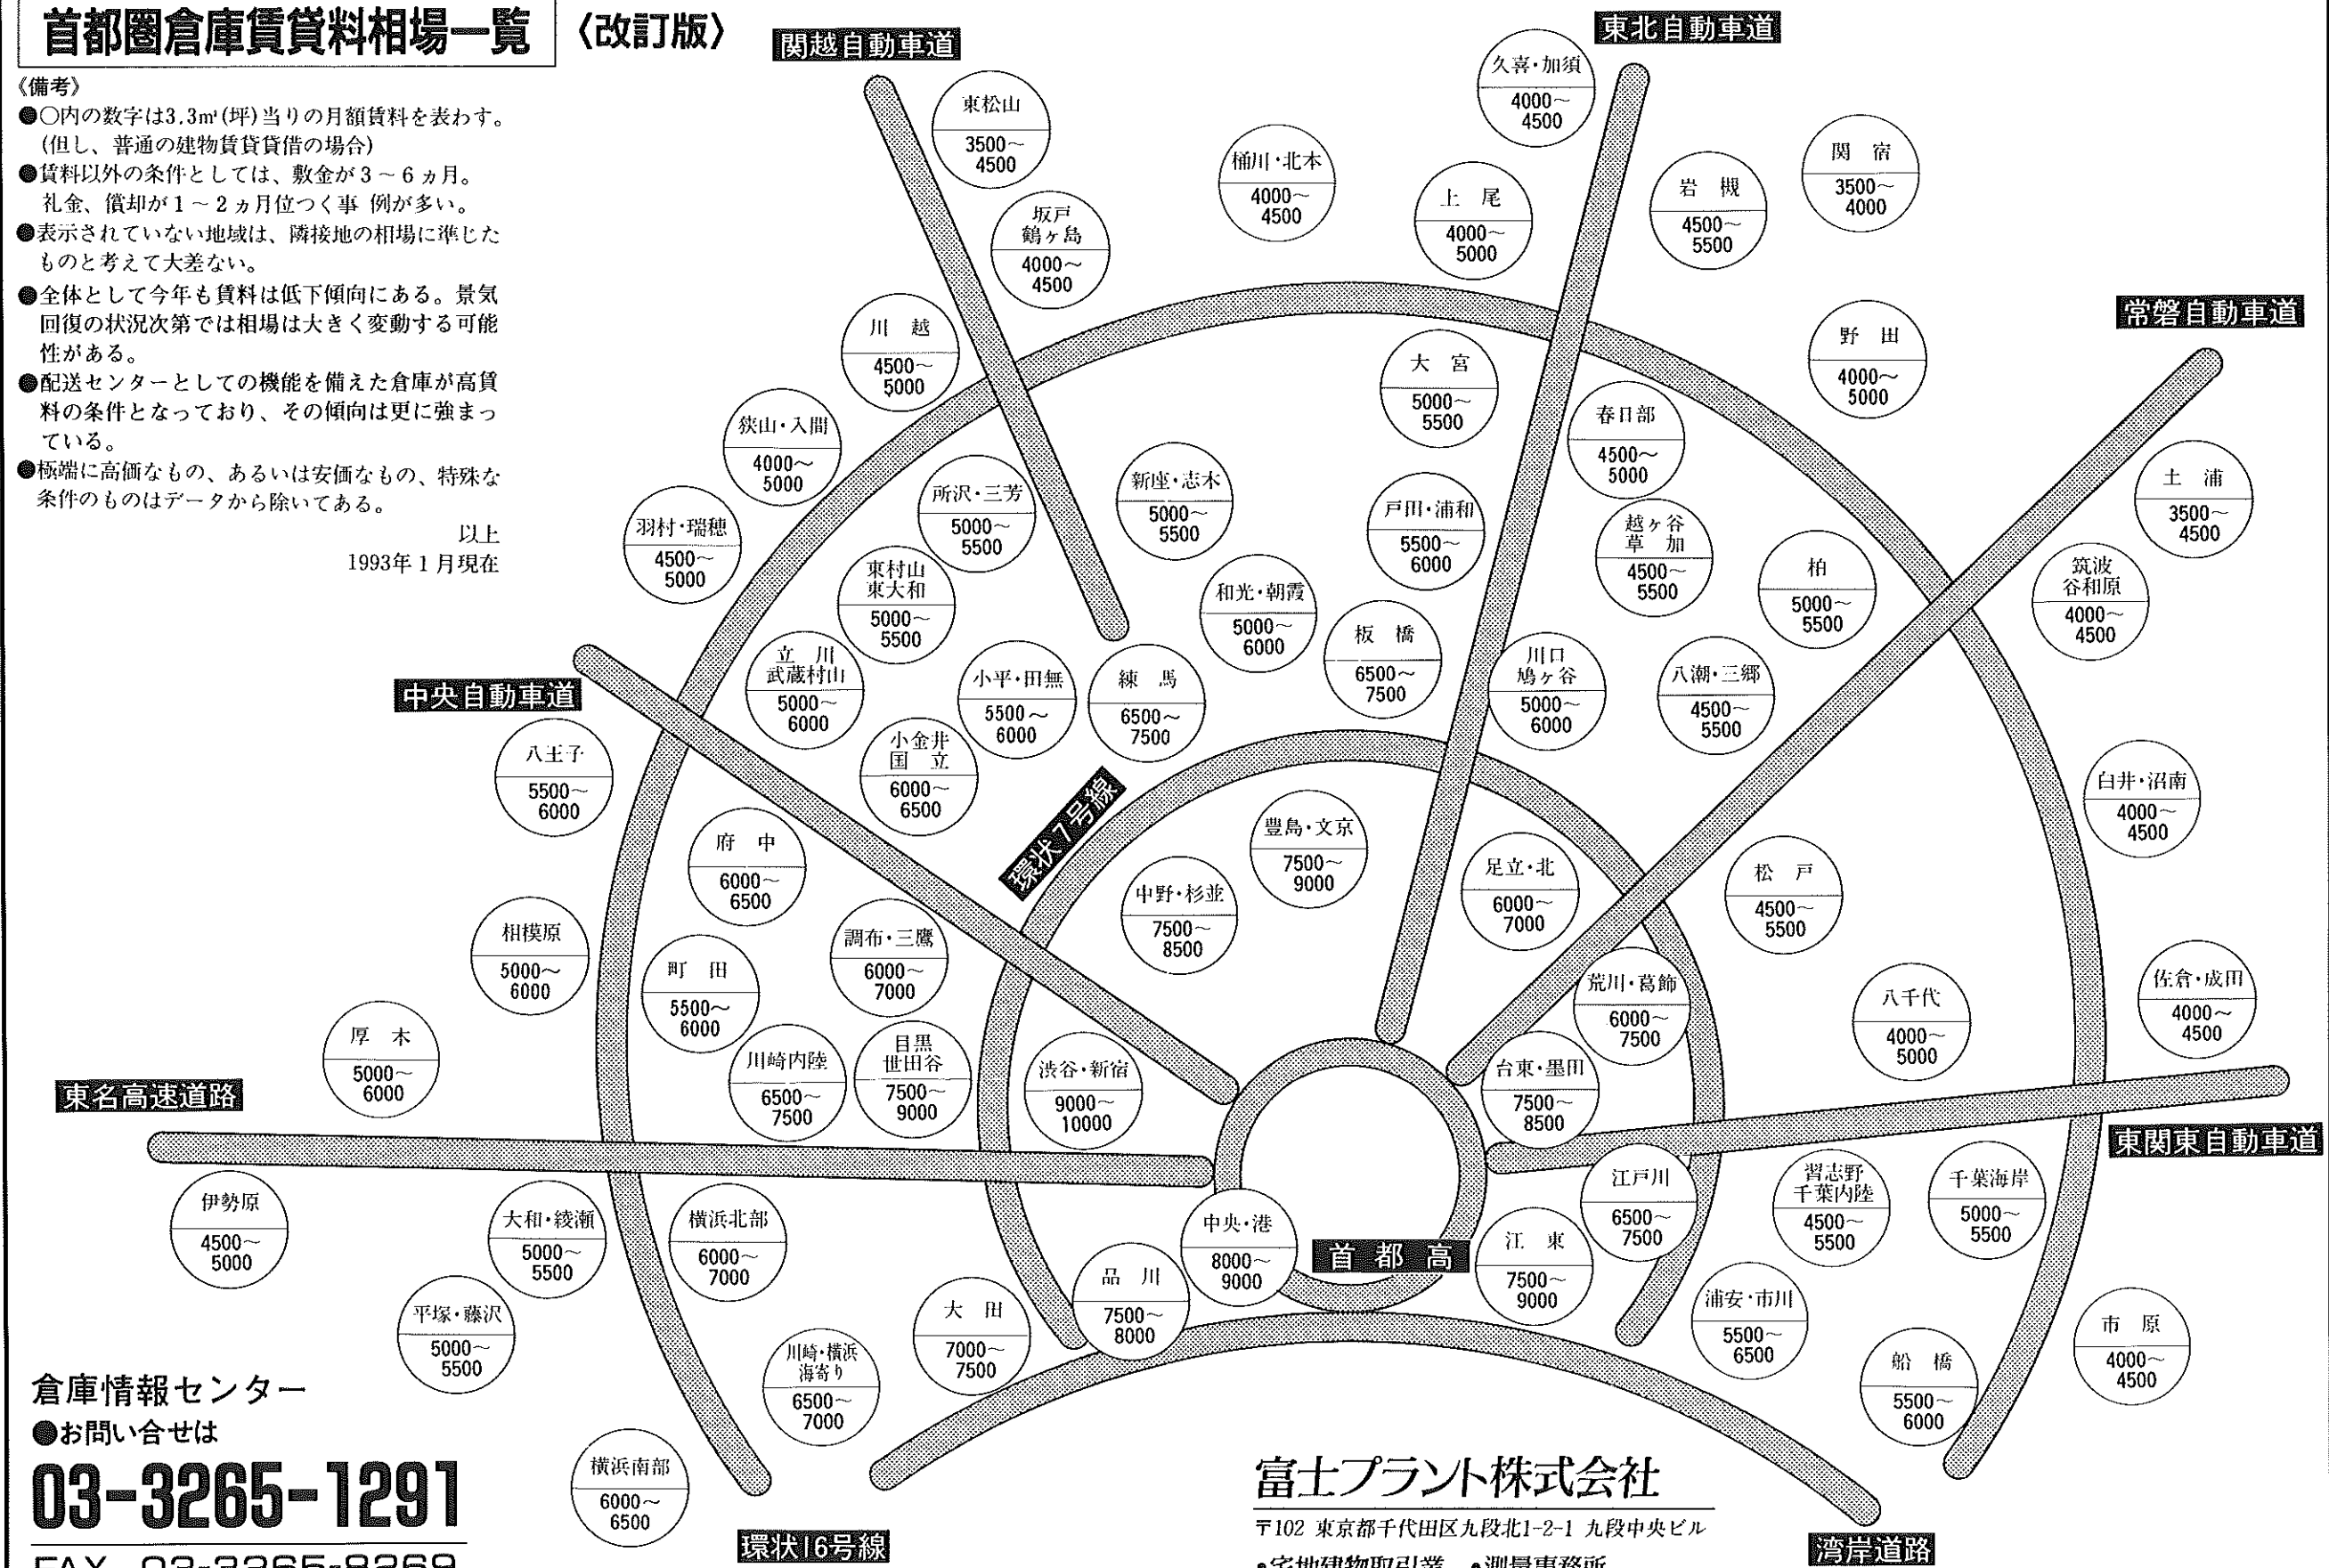 首都圏倉庫賃貸料相場一覧 〈改訂版〉
《備考》
●○内の数字は3.3㎡(坪)当りの月額賃料を表わす。
(但し、普通の建物賃貸貸借の場合)
●賃料以外の条件としては、敷金が3～6ヵ月。
礼金、償却が1～2ヵ月位つく事 例が多い。
●表示されていない地域は、隣接地の相場に準じた
ものと考えて大差ない。
●全体として今年も賃料は低下傾向にある。景気
回復の状況次第では相場は大きく変動する可能
性がある。
●配送センターとしての機能を備えた倉庫が高賃
料の条件となっており、その傾向は更に強まっ
ている。
●極端に高価なもの、あるいは安価なもの、特殊な
条件のものはデータから除いてある。
以上
1993年1月現在
関越自動車道
東北自動車道
常磐自動車道
中央自動車道
環状7号線
東名高速道路
東関東自動車道
首都高
環状16号線
湾岸道路
久喜・加須
4000～
4500
東松山
3500～
4500
桶川・北本
4000～
4500
上尾
4000～
5000
岩槻
4500～
5500
関宿
3500～
4000
坂戸
鶴ヶ島
4000～
4500
川越
4500～
5000
大宮
5000～
5500
野田
4000～
5000
狭山・入間
4000～
5000
春日部
4500～
5000
羽村・瑞穂
4500～
5000
所沢・三芳
5000～
5500
新座・志木
5000～
5500
戸田・浦和
5500～
6000
越ヶ谷
草加
4500～
5500
土浦
3500～
4500
東村山
東大和
5000～
5500
和光・朝霞
5000～
6000
柏
5000～
5500
筑波
谷和原
4000～
4500
立川
武蔵村山
5000～
6000
小平・田無
5500～
6000
練馬
6500～
7500
板橋
6500～
7500
川口
鳩ヶ谷
5000～
6000
八潮・三郷
4500～
5500
八王子
5500～
6000
小金井
国立
6000～
6500
白井・沼南
4000～
4500
府中
6000～
6500
豊島・文京
7500～
9000
中野・杉並
7500～
8500
足立・北
6000～
7000
松戸
4500～
5500
相模原
5000～
6000
町田
5500～
6000
調布・三鷹
6000～
7000
荒川・葛飾
6000～
7500
八千代
4000～
5000
佐倉・成田
4000～
4500
厚木
5000～
6000
川崎内陸
6500～
7500
目黒
世田谷
7500～
9000
渋谷・新宿
9000～
10000
台東・墨田
7500～
8500
伊勢原
4500～
5000
大和・綾瀬
5000～
5500
横浜北部
6000～
7000
中央・港
8000～
9000
江東
7500～
9000
江戸川
6500～
7500
習志野
千葉内陸
4500～
5500
千葉海岸
5000～
5500
平塚・藤沢
5000～
5500
川崎・横浜
海寄り
6500～
7000
大田
7000～
7500
品川
7500～
8000
浦安・市川
5500～
6500
船橋
5500～
6000
市原
4000～
4500
横浜南部
6000～
6500
倉庫情報センター
●お問い合せは
03-3265-1291
FAX 03-3265-8269
富士プラント株式会社
〒102 東京都千代田区九段北1-2-1 九段中央ビル
●宅地建物取引業 ●測量事務所